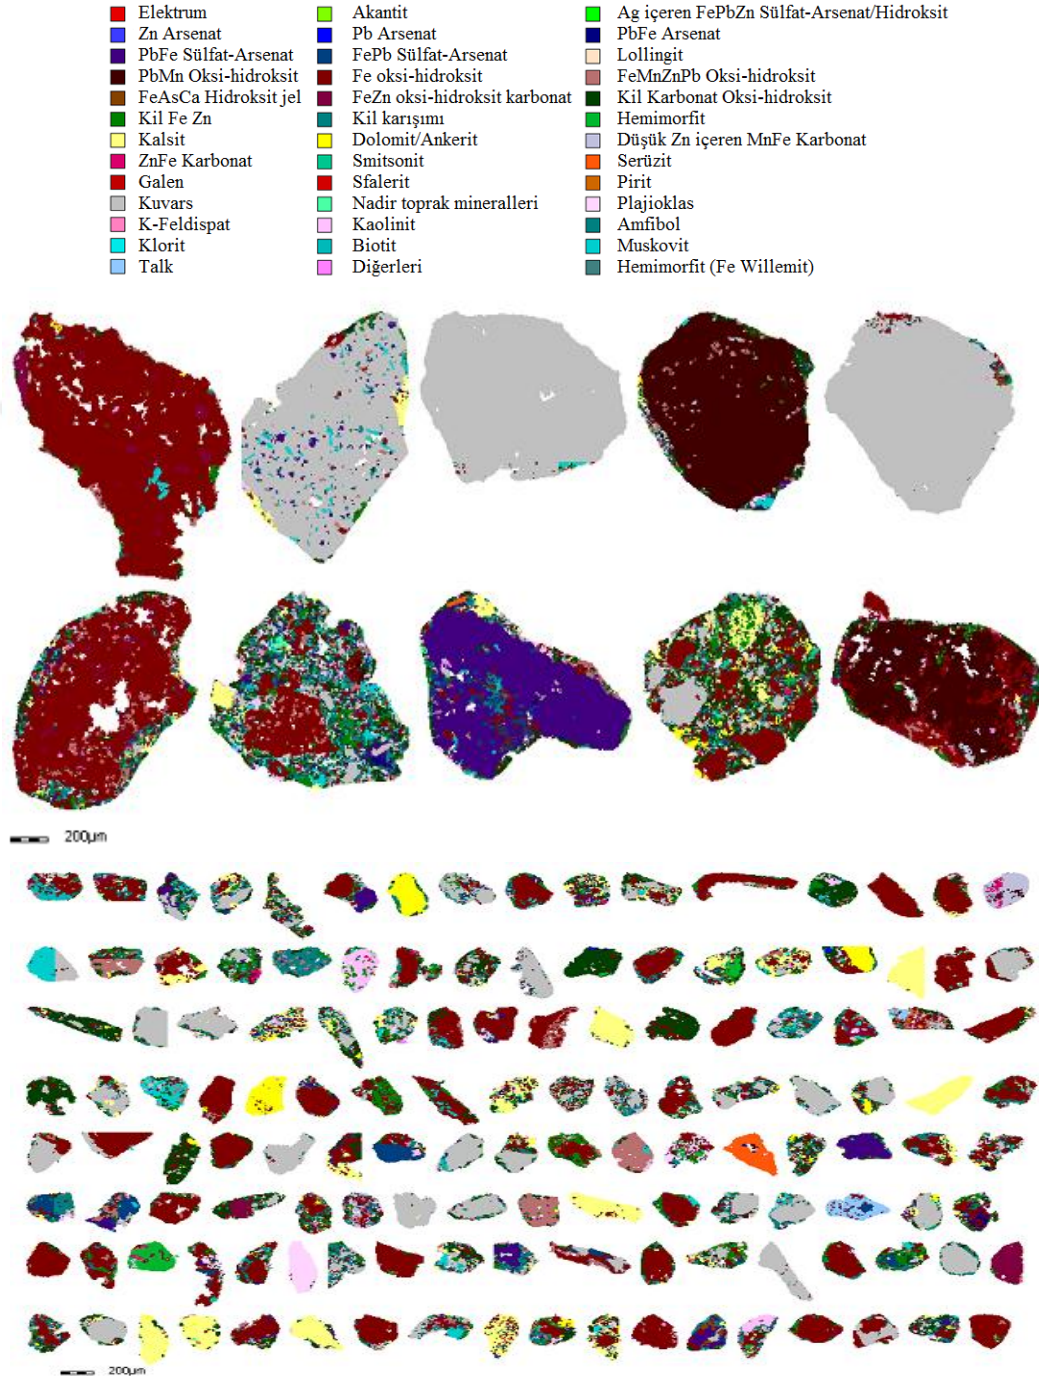 Elektrum Akantit Ag içeren FePbZn Sülfat-Arsenat/Hidroksit
Zn Arsenat Pb Arsenat PbFe Arsenat
PbFe Sülfat-Arsenat FePb Sülfat-Arsenat Lollingit
PbMn Oksi-hidroksit Fe oksi-hidroksit FeMnZnPb Oksi-hidroksit
FeAsCa Hidroksit jel FeZn oksi-hidroksit karbonat Kil Karbonat Oksi-hidroksit
Kil Fe Zn Kil karışımı Hemimorfit
Kalsit Dolomit/Ankerit Düşük Zn içeren MnFe Karbonat
ZnFe Karbonat Smitsonit Serüzit
Galen Sfalerit Pirit
Kuvars Nadir toprak mineralleri Plajioklas
K-Feldispat Kaolinit Amfibol
Klorit Biotit Muskovit
Talk Diğerleri Hemimorfit (Fe Willemit)
200µm
200µm